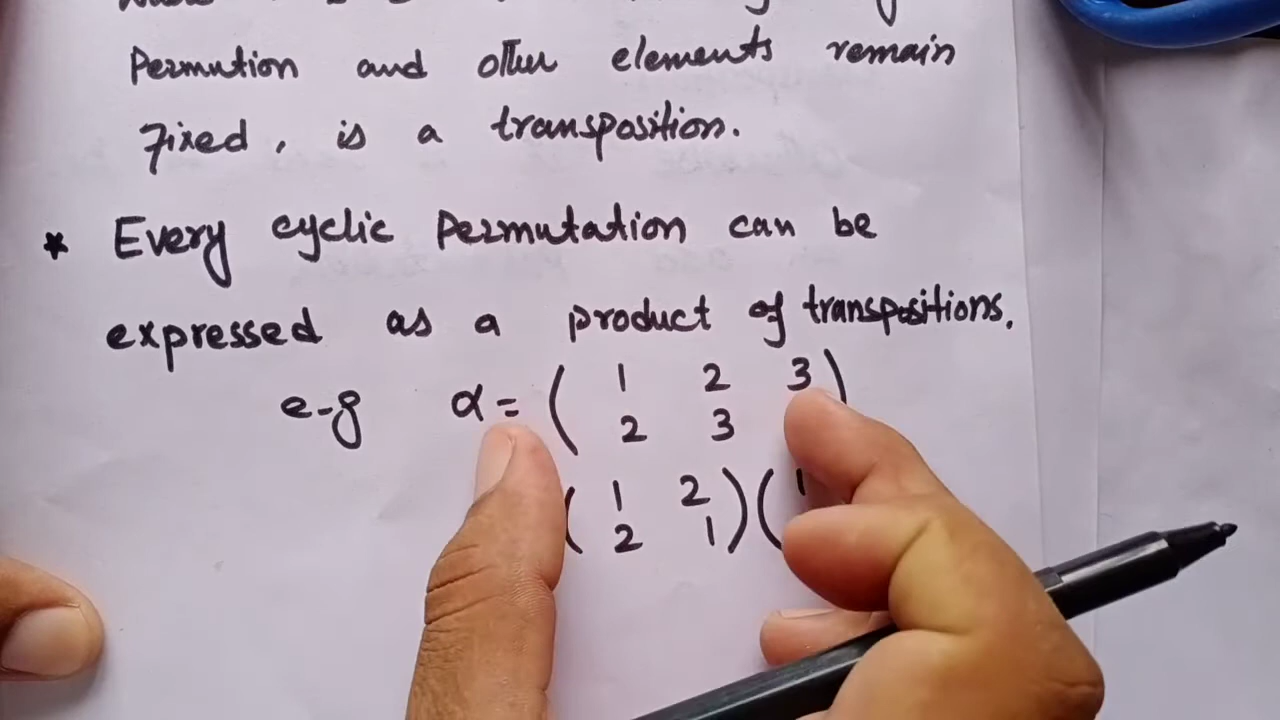 Permution and other elements remain
Fixed, is a transposition.
* Every cyclic Permutation can be
expressed as a product of transpositions.
e-g α = ( 1 2 3 )
2 3
( 1 2 ) ( 1
2 1